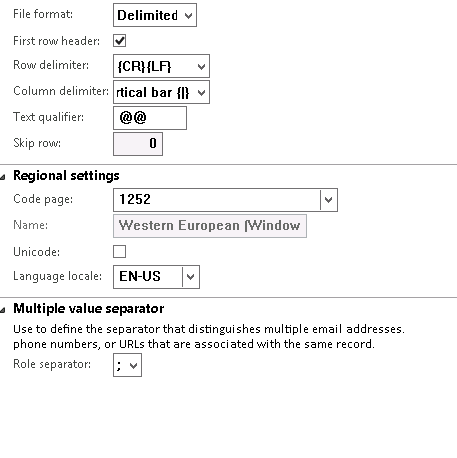 File format: Delimited
First row header:
Row delimiter: {CR}{LF}
Column delimiter: rtical bar {|}
Text qualifier: @@
Skip row: 0
Regional settings
Code page: 1252
Name: Western European (Window
Unicode:
Language locale: EN-US
Multiple value separator
Use to define the separator that distinguishes multiple email addresses.
phone numbers, or URLs that are associated with the same record.
Role separator: ;